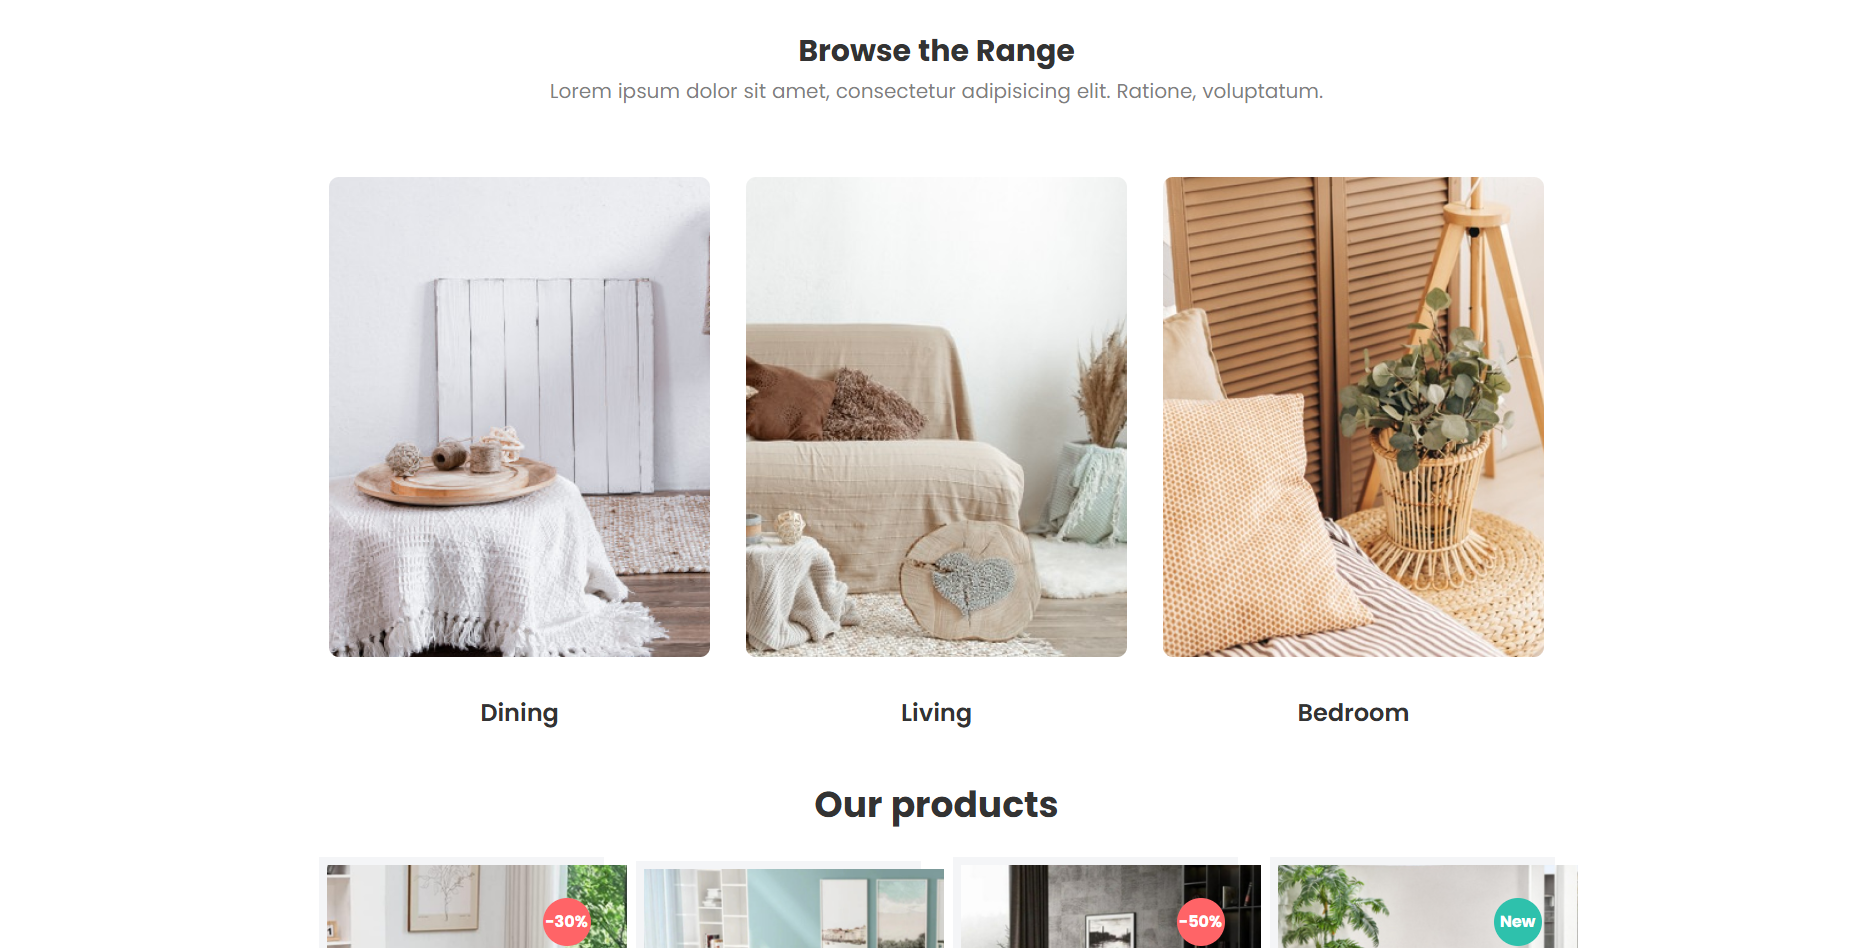 Browse the Range
Lorem ipsum dolor sit amet, consectetur adipisicing elit. Ratione, voluptatum.
Dining
Living
Bedroom
Our products
-30%
-50%
New